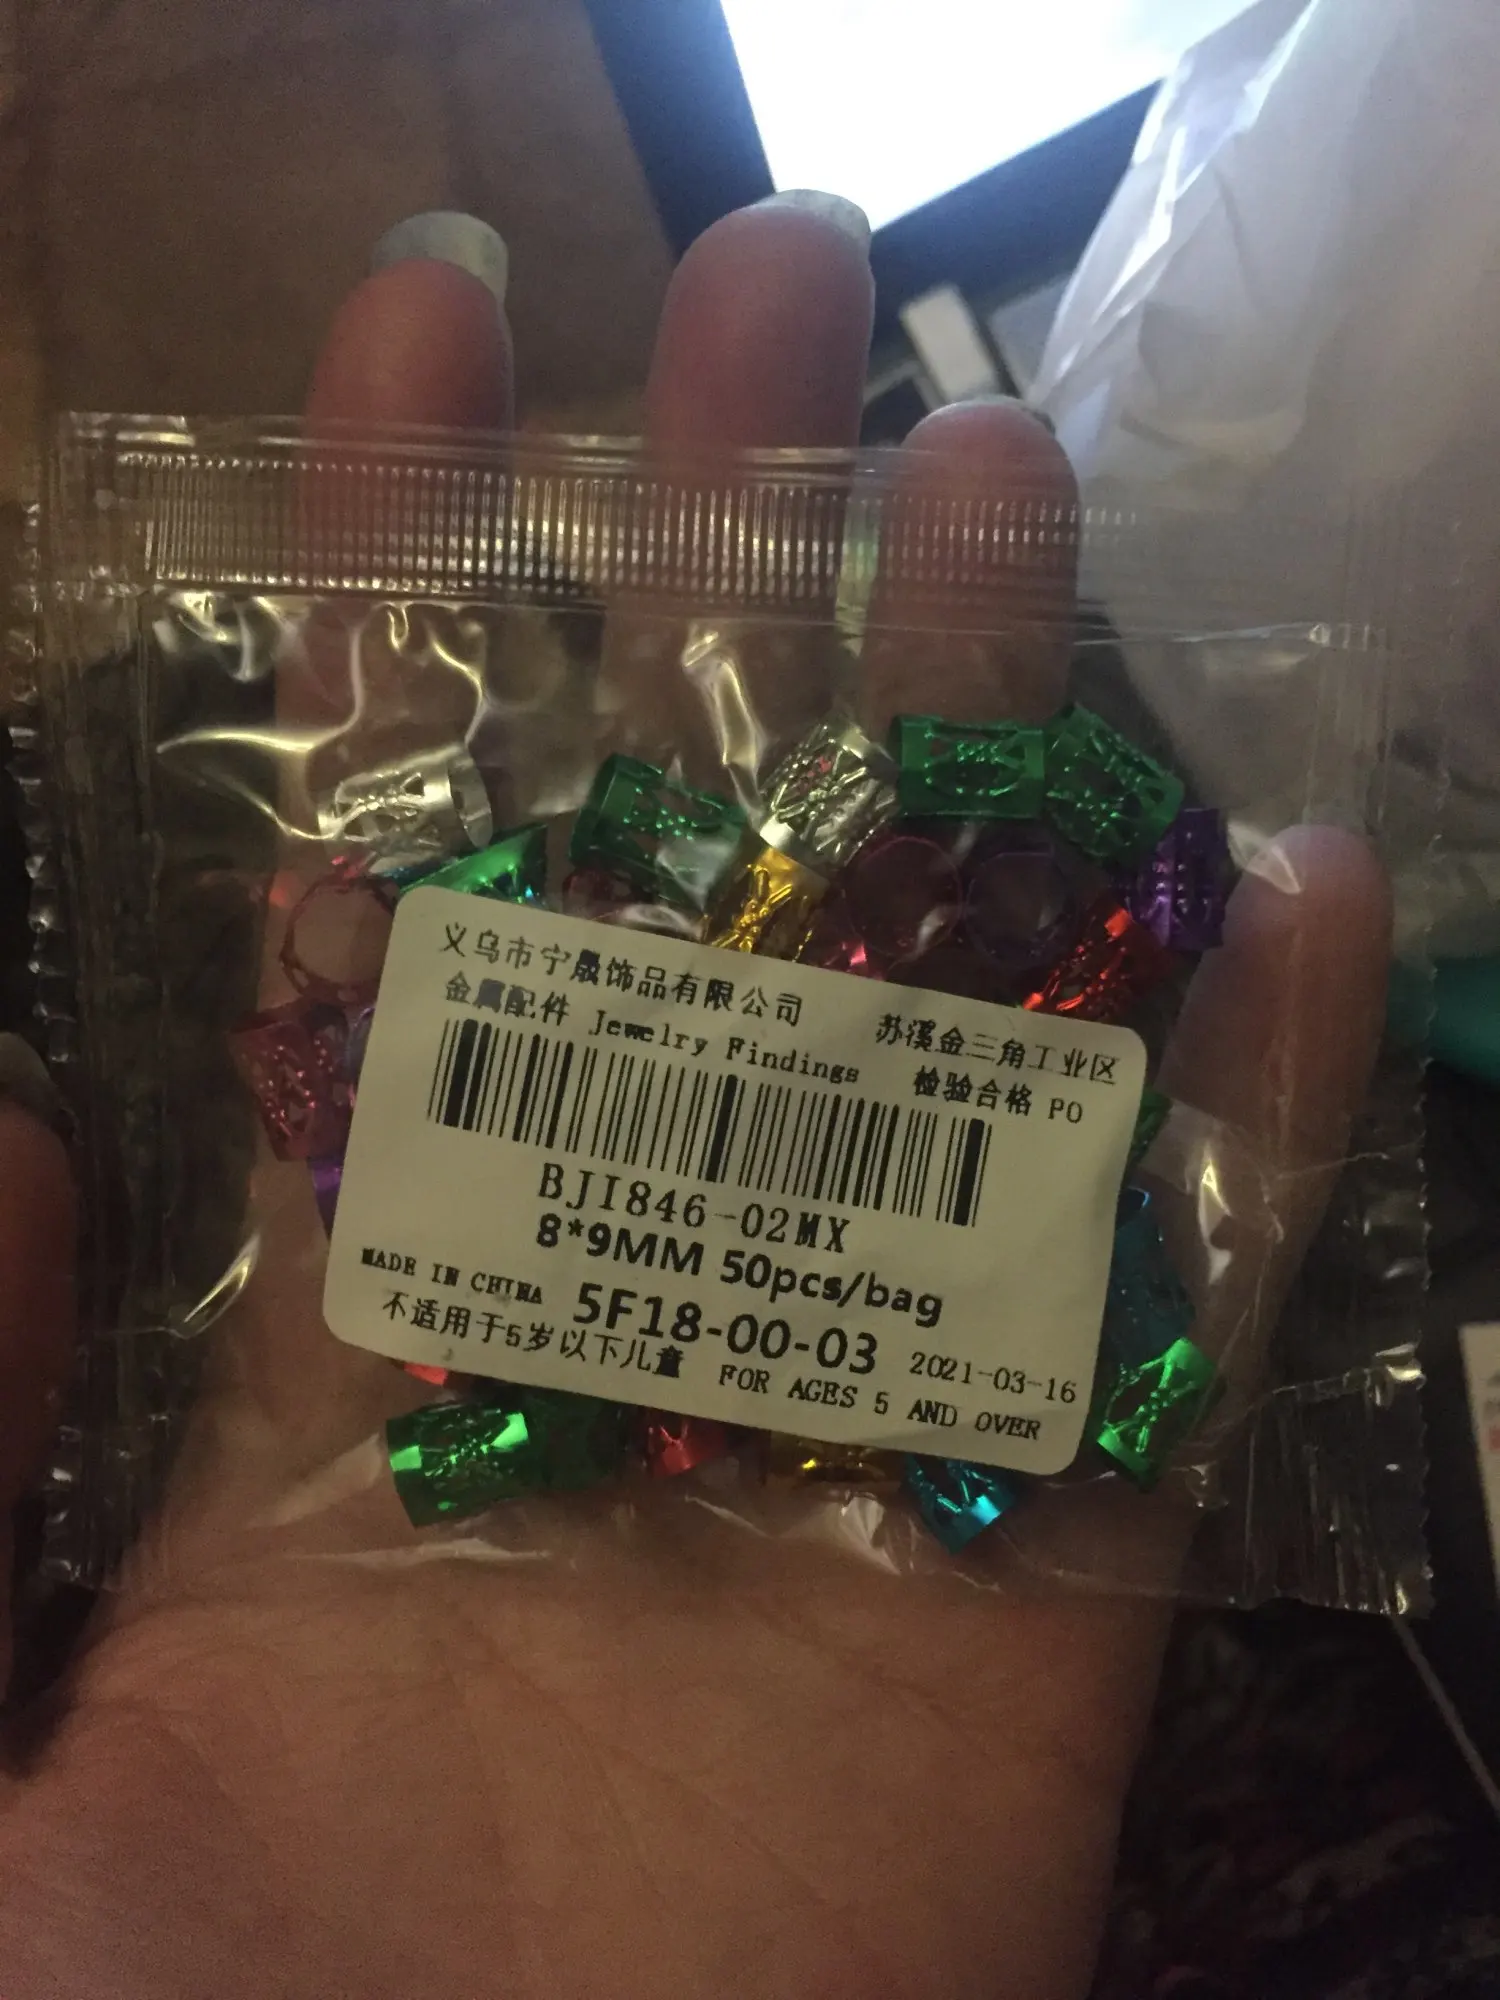 义乌市宁晟饰品有限公司 苏溪金三角工业区
金属配件 Jewelry Findings 检验合格 PO
BJI846-02MX
8*9MM 50pcs/bag
MADE IN CHINA 5F18-00-03 2021-03-16
不适用于5岁以下儿童 FOR AGES 5 AND OVER